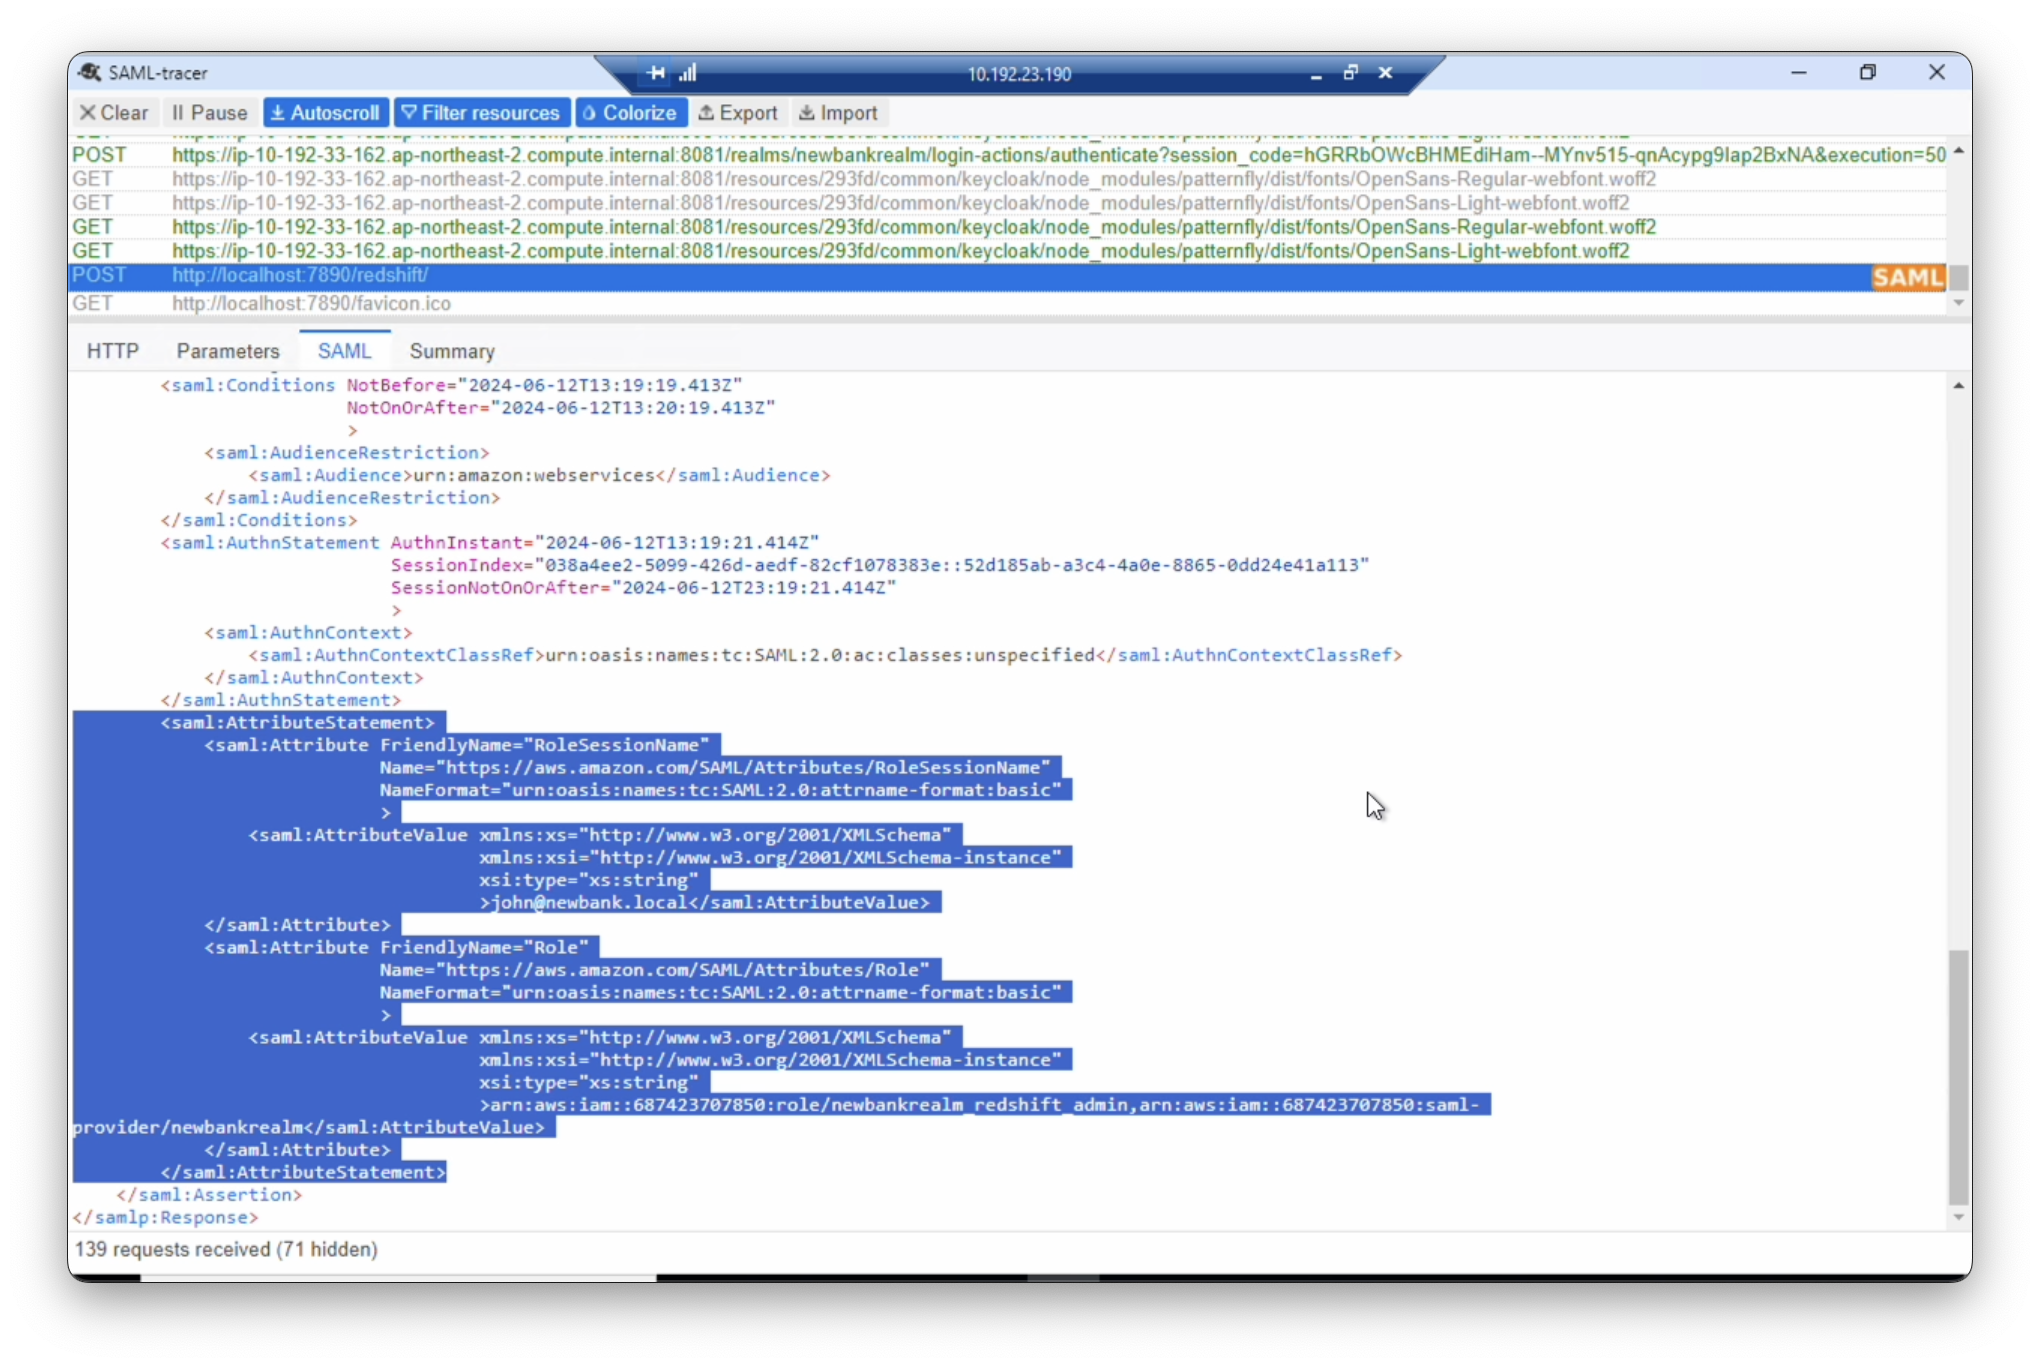 SAML-tracer
10.192.23.190
Clear Pause Autoscroll Filter resources Colorize Export Import
POST https://ip-10-192-33-162.ap-northeast-2.compute.internal:8081/realms/newbankrealm/login-actions/authenticate?session_code=hGRRbOWcBHMEdiHam--MYnv515-qnAcypg9Iap2BxNA&execution=50
GET https://ip-10-192-33-162.ap-northeast-2.compute.internal:8081/resources/293fd/common/keycloak/node_modules/patternfly/dist/fonts/OpenSans-Regular-webfont.woff2
GET https://ip-10-192-33-162.ap-northeast-2.compute.internal:8081/resources/293fd/common/keycloak/node_modules/patternfly/dist/fonts/OpenSans-Light-webfont.woff2
GET https://ip-10-192-33-162.ap-northeast-2.compute.internal:8081/resources/293fd/common/keycloak/node_modules/patternfly/dist/fonts/OpenSans-Regular-webfont.woff2
GET https://ip-10-192-33-162.ap-northeast-2.compute.internal:8081/resources/293fd/common/keycloak/node_modules/patternfly/dist/fonts/OpenSans-Light-webfont.woff2
POST http://localhost:7890/redshift/ SAML
GET http://localhost:7890/favicon.ico
HTTP Parameters SAML Summary
<saml:Conditions NotBefore="2024-06-12T13:19:19.413Z"
NotOnOrAfter="2024-06-12T13:20:19.413Z"
>
<saml:AudienceRestriction>
<saml:Audience>urn:amazon:webservices</saml:Audience>
</saml:AudienceRestriction>
</saml:Conditions>
<saml:AuthnStatement AuthnInstant="2024-06-12T13:19:21.414Z"
SessionIndex="038a4ee2-5099-426d-aedf-82cf1078383e::52d185ab-a3c4-4a0e-8865-0dd24e41a113"
SessionNotOnOrAfter="2024-06-12T23:19:21.414Z"
>
<saml:AuthnContext>
<saml:AuthnContextClassRef>urn:oasis:names:tc:SAML:2.0:ac:classes:unspecified</saml:AuthnContextClassRef>
</saml:AuthnContext>
</saml:AuthnStatement>
<saml:AttributeStatement>
<saml:Attribute FriendlyName="RoleSessionName"
Name="https://aws.amazon.com/SAML/Attributes/RoleSessionName"
NameFormat="urn:oasis:names:tc:SAML:2.0:attrname-format:basic"
>
<saml:AttributeValue xmlns:xs="http://www.w3.org/2001/XMLSchema"
xmlns:xsi="http://www.w3.org/2001/XMLSchema-instance"
xsi:type="xs:string"
>john@newbank.local</saml:AttributeValue>
</saml:Attribute>
<saml:Attribute FriendlyName="Role"
Name="https://aws.amazon.com/SAML/Attributes/Role"
NameFormat="urn:oasis:names:tc:SAML:2.0:attrname-format:basic"
>
<saml:AttributeValue xmlns:xs="http://www.w3.org/2001/XMLSchema"
xmlns:xsi="http://www.w3.org/2001/XMLSchema-instance"
xsi:type="xs:string"
>arn:aws:iam::687423707850:role/newbankrealm_redshift_admin,arn:aws:iam::687423707850:saml-
provider/newbankrealm</saml:AttributeValue>
</saml:Attribute>
</saml:AttributeStatement>
</saml:Assertion>
</samlp:Response>
139 requests received (71 hidden)